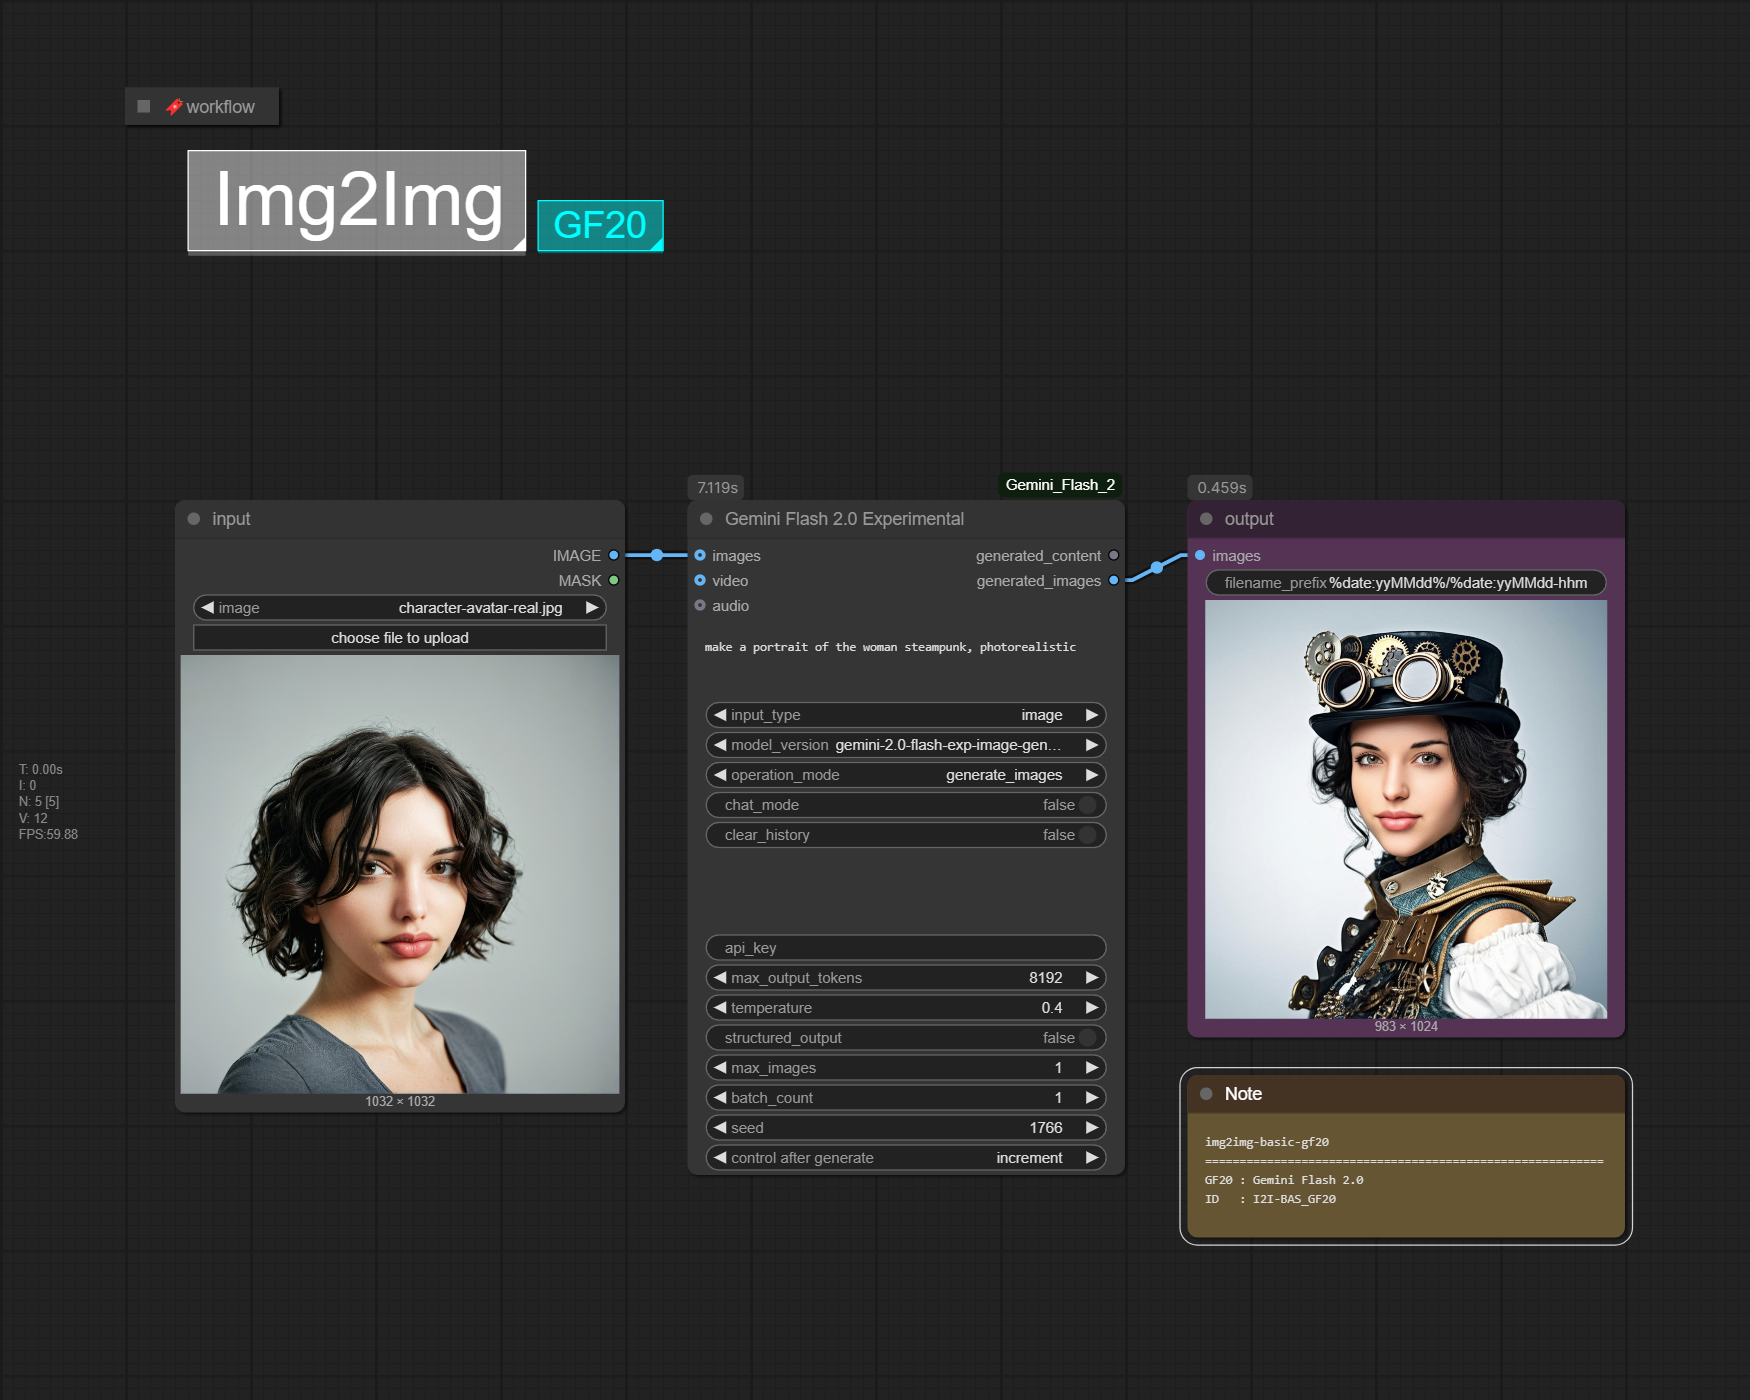 workflow
Img2Img
GF20
7.119s
Gemini_Flash_2
0.459s
input
Gemini Flash 2.0 Experimental
output
IMAGE
MASK
image character-avatar-real.jpg
choose file to upload
1032 × 1032
images generated_content
video generated_images
audio
make a portrait of the woman steampunk, photorealistic
input_type image
model_version gemini-2.0-flash-exp-image-gen...
operation_mode generate_images
chat_mode false
clear_history false
api_key
max_output_tokens 8192
temperature 0.4
structured_output false
max_images 1
batch_count 1
seed 1766
control after generate increment
images
filename_prefix %date:yyMMdd%/%date:yyMMdd-hhm
983 × 1024
Note
img2img-basic-gf20
==========================================================
GF20 : Gemini Flash 2.0
ID   : I2I-BAS_GF20
T: 0.00s
I: 0
N: 5 [5]
V: 12
FPS:59.88